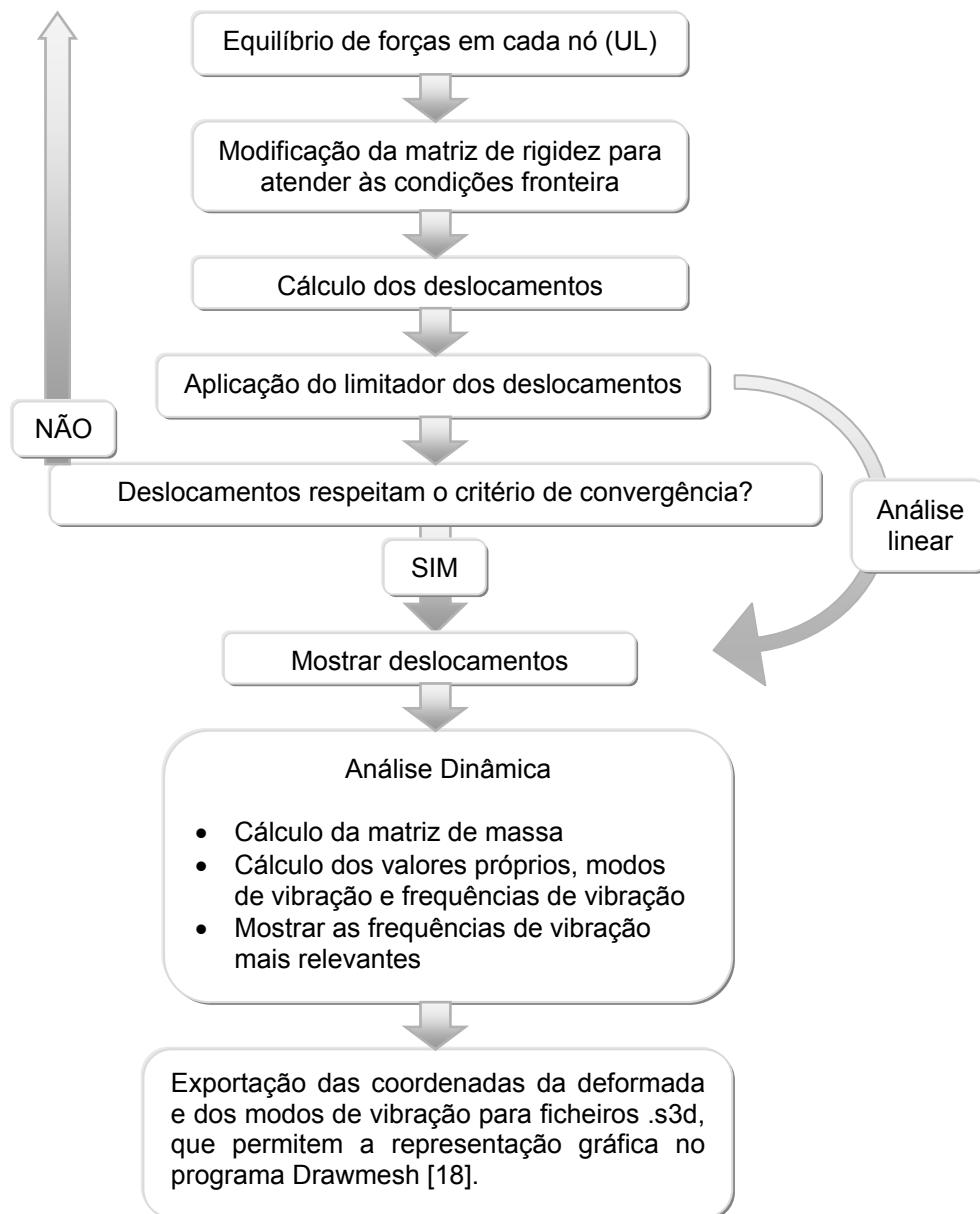 Equilíbrio de forças em cada nó (UL)
Modificação da matriz de rigidez para
atender às condições fronteira
Cálculo dos deslocamentos
Aplicação do limitador dos deslocamentos
NÃO
Deslocamentos respeitam o critério de convergência?
Análise
linear
SIM
Mostrar deslocamentos
Análise Dinâmica
• Cálculo da matriz de massa
• Cálculo dos valores próprios, modos
de vibração e frequências de vibração
• Mostrar as frequências de vibração
mais relevantes
Exportação das coordenadas da deformada
e dos modos de vibração para ficheiros .s3d,
que permitem a representação gráfica no
programa Drawmesh [18].